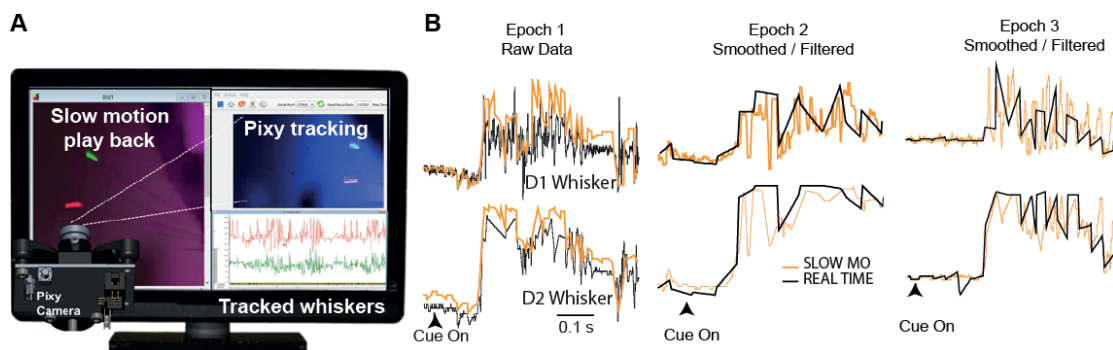 A
B
Slow motion
play back
Pixy tracking
Pixy
Camera
Tracked whiskers
Epoch 1
Raw Data
Epoch 2
Smoothed / Filtered
Epoch 3
Smoothed / Filtered
D1 Whisker
D2 Whisker
SLOW MO
REAL TIME
0.1 s
Cue On
Cue On
Cue On